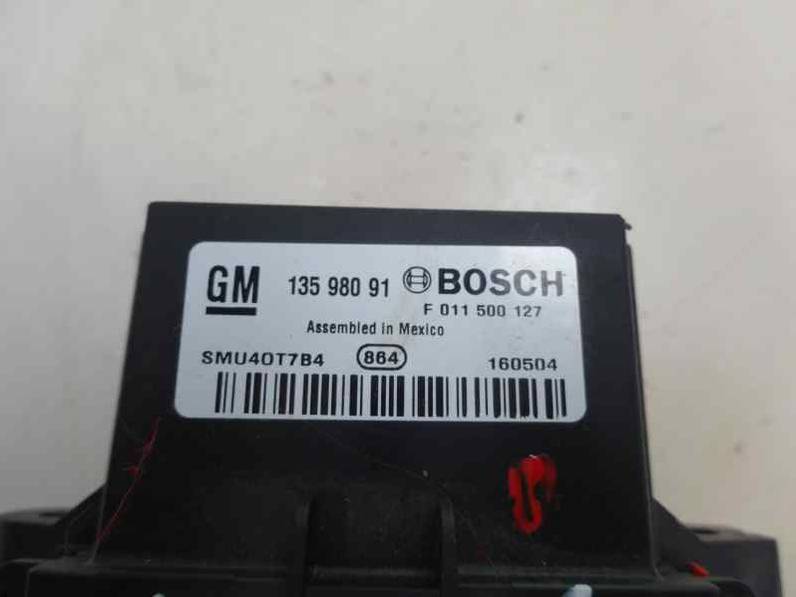 GM 135 980 91 BOSCH
F 011 500 127
Assembled in Mexico
SMU40T7B4 864 160504